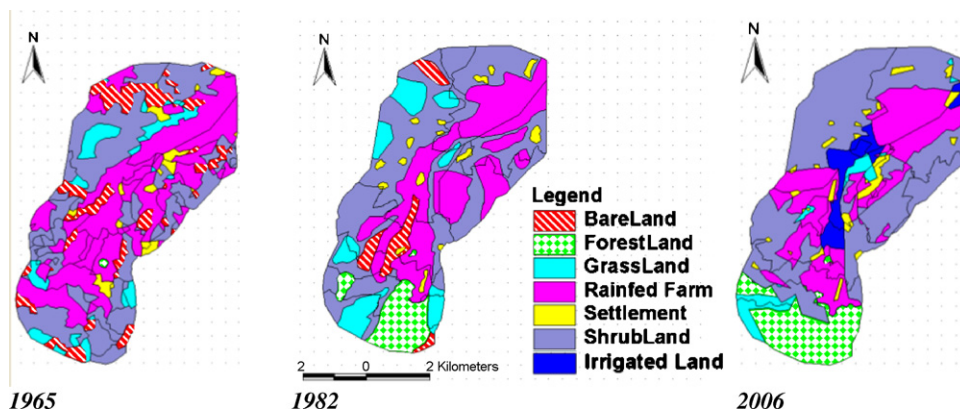 N
N
N
Legend
BareLand
ForestLand
GrassLand
Rainfed Farm
Settlement
ShrubLand
Irrigated Land
2 0 2 Kilometers
1965
1982
2006